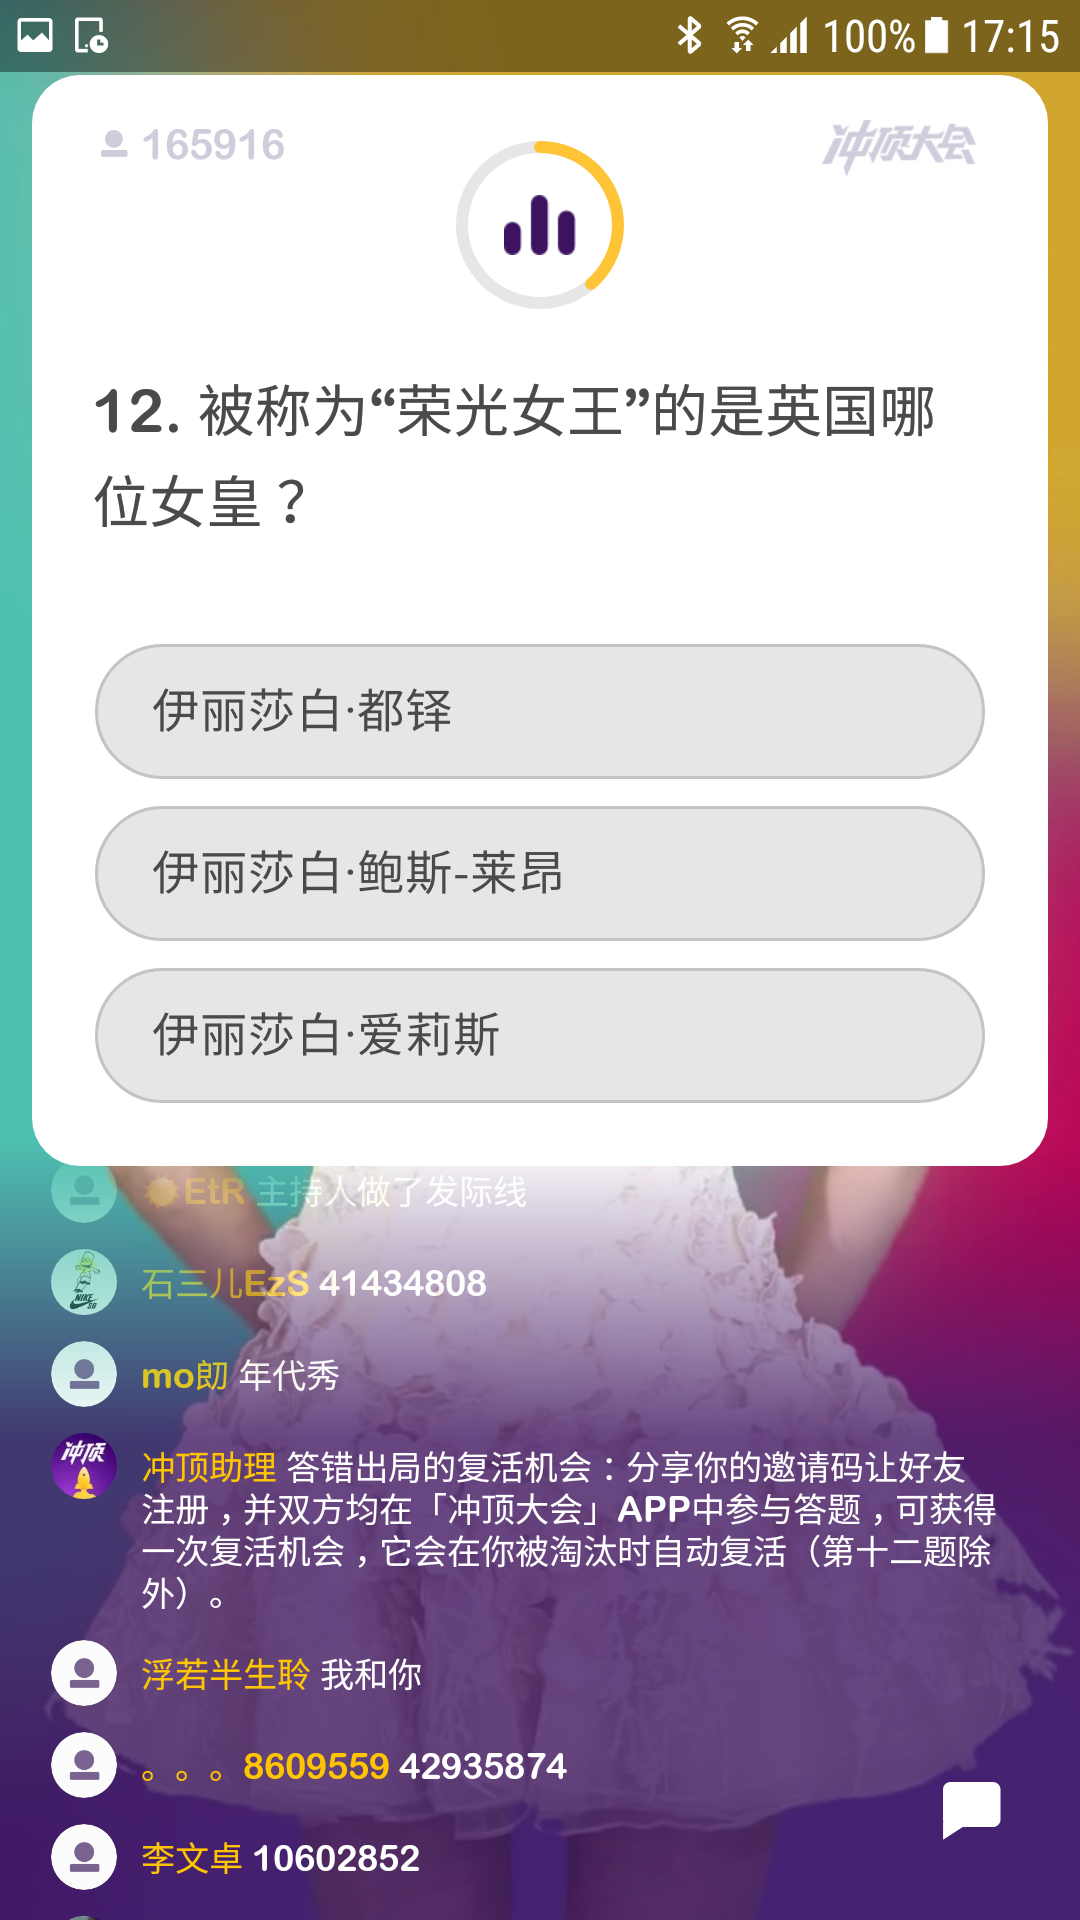 100% 17:15
165916
冲顶大会
12. 被称为“荣光女王”的是英国哪
位女皇？
伊丽莎白·都铎
伊丽莎白·鲍斯-莱昂
伊丽莎白·爱莉斯
EtR 主持人做了发际线
石三儿EzS 41434808
mo郎 年代秀
冲顶
冲顶助理 答错出局的复活机会：分享你的邀请码让好友
注册，并双方均在「冲顶大会」APP中参与答题，可获得
一次复活机会，它会在你被淘汰时自动复活（第十二题除
外）。
浮若半生聆 我和你
。。。8609559 42935874
李文卓 10602852